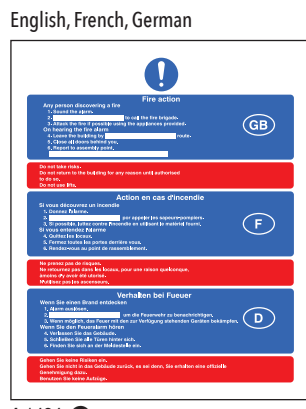 English, French, German
Fire action
Any person discovering a fire
1. Sound the alarm.
2. to call the fire brigade.
3. Attack the fire if possible using the appliances provided.
On hearing the fire alarm
4. Leave the building by route.
5. Close all doors behind you.
6. Report to assembly point.
GB
Do not take risks.
Do not return to the building for any reason until authorised
to do so.
Do not use lifts.
Action en cas d'incendie
Si vous découvrez un incendie
1. Donnez l'alarme.
2. pour appeler les sapeurs-pompiers.
3. Si possible, luttez contre l'incendie en utilisant le matériel fourni.
Si vous entendez l'alarme
4. Quittez les locaux.
5. Fermez toutes les portes derrière vous.
6. Rendez-vous au point de rassemblement.
F
Ne prenez pas de risques.
Ne retournez pas dans les locaux, pour une raison quelconque,
à moins d'y avoir été autorisé.
N'utilisez pas les ascenseurs.
Verhalten bei Fueuer
Wenn Sie einen Brand entdecken
1. Alarm auslösen.
2. um die Feuerwehr zu benachrichtigen.
3. Wenn möglich, das Feuer mit den zur Verfügung stehenden Geräten bekämpfen.
Wenn Sie den Feueralarm hören
4. Verlassen Sie das Gebäude.
5. Schließen Sie alle Türen hinter sich.
6. Finden Sie sich an der Meldestelle ein.
D
Gehen Sie keine Risiken ein.
Gehen Sie nicht in das Gebäude zurück, es sei denn, Sie erhalten eine offizielle
Genehmigung dazu.
Benutzen Sie keine Aufzüge.